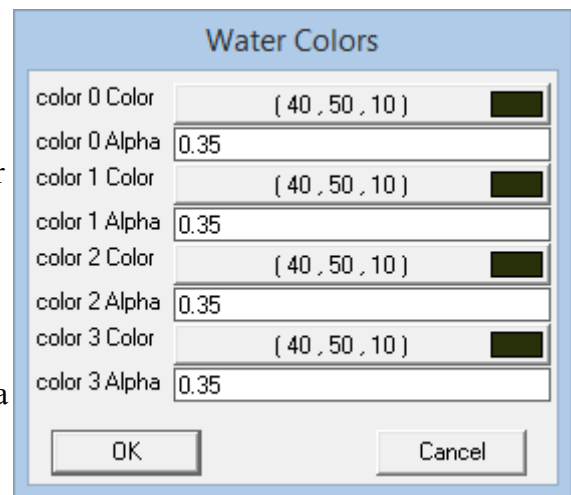 Water Colors
color 0 Color ( 40 , 50 , 10 )
color 0 Alpha 0.35
r
color 1 Color ( 40 , 50 , 10 )
color 1 Alpha 0.35
color 2 Color ( 40 , 50 , 10 )
color 2 Alpha 0.35
color 3 Color ( 40 , 50 , 10 )
color 3 Alpha 0.35
a
OK Cancel